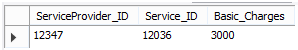 ServiceProvider_ID Service_ID Basic_Charges
12347 12036 3000